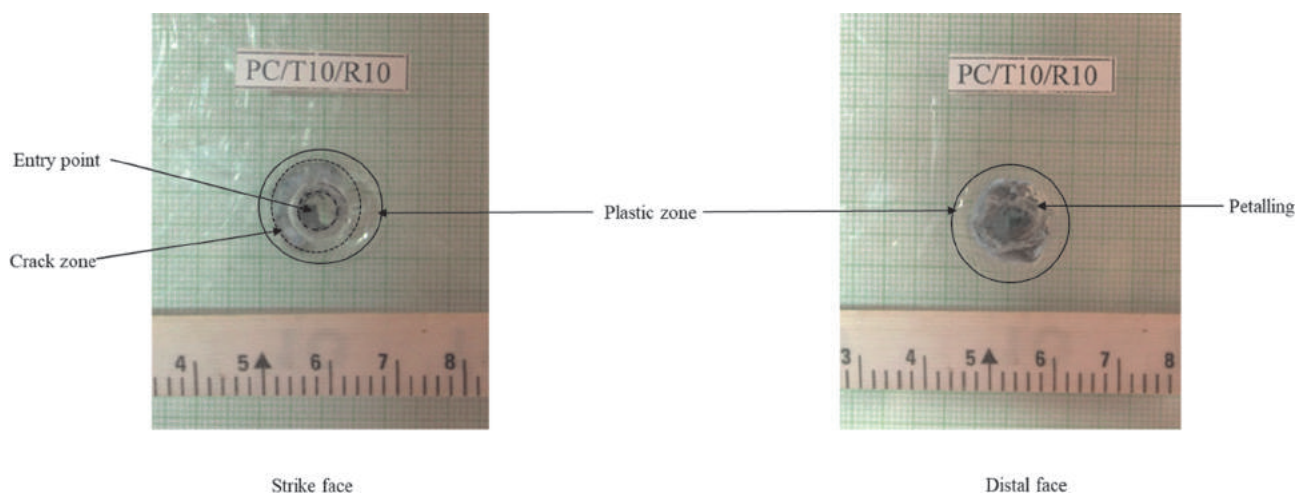 PC/T10/R10
PC/T10/R10
Entry point
Plastic zone
Petalling
Crack zone
4 5 6 7 8
3 4 5 6 7 8
Strike face
Distal face